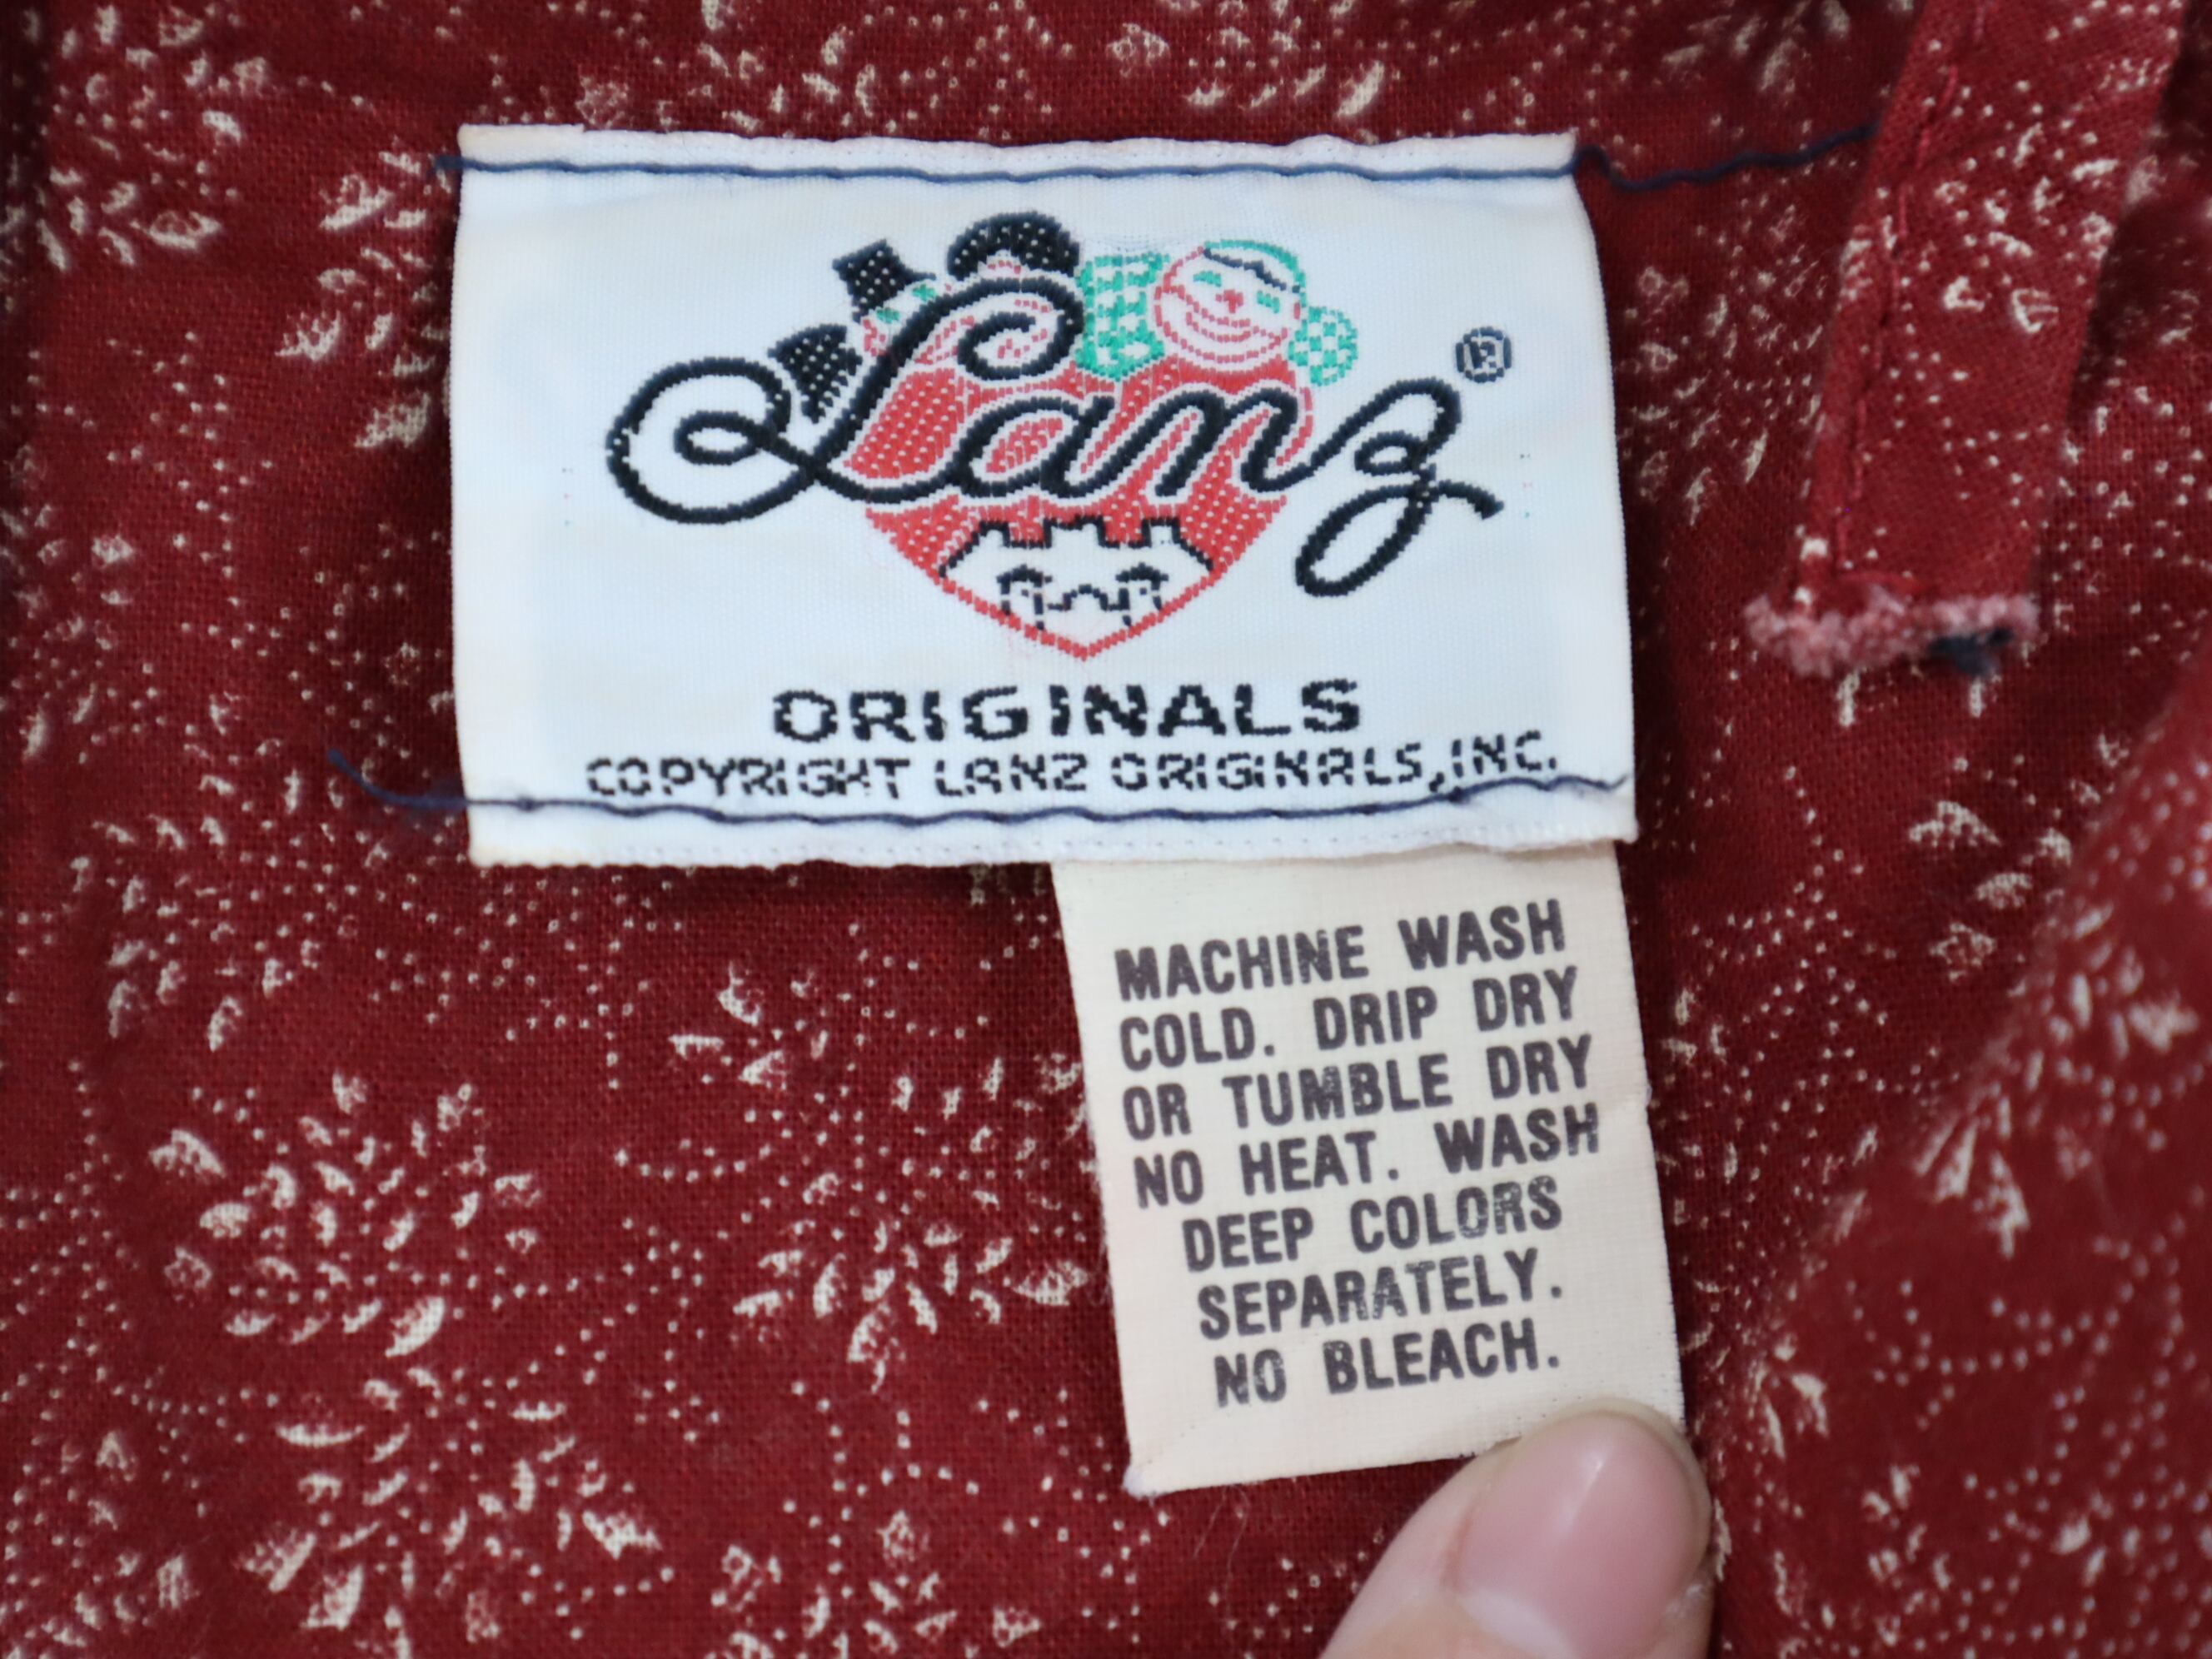 Lanz®
ORIGINALS
COPYRIGHT LANZ ORIGINALS, INC.
MACHINE WASH
COLD. DRIP DRY
OR TUMBLE DRY
NO HEAT. WASH
DEEP COLORS
SEPARATELY.
NO BLEACH.